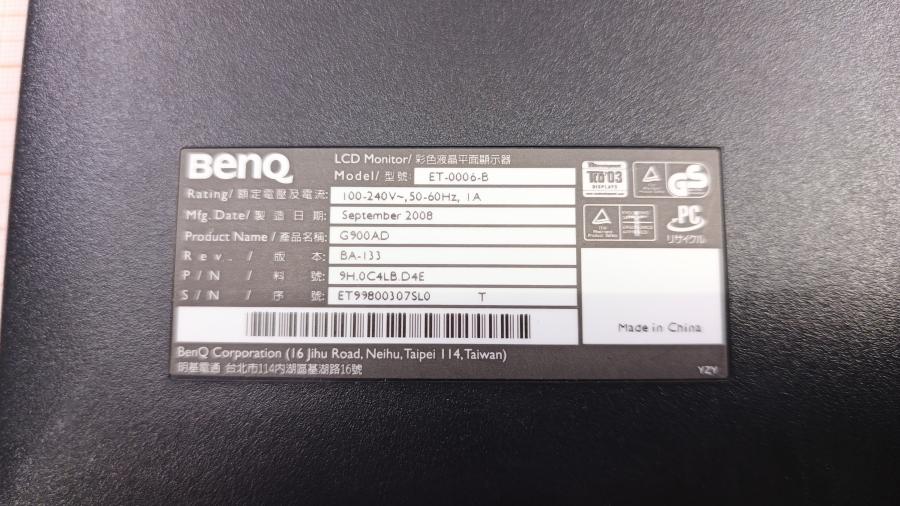 BenQ
LCD Monitor/ 彩色液晶平面顯示器
Model/ 型號: ET-0006-B
Rating/ 額定電壓及電流: 100-240V~, 50-60Hz, 1A
Mfg. Date/ 製造日期: September 2008
Product Name / 產品名稱: G900AD
Rev. / 版本: BA-133
P/N / 料號: 9H.0C4LB.D4E
S/N / 序號: ET99800307SL0 T
TCO'03
DISPLAYS
GS
PC
リサイクル
Made in China
BenQ Corporation (16 Jihu Road, Neihu, Taipei 114, Taiwan)
明基電通 台北市114內湖區基湖路16號
YZY